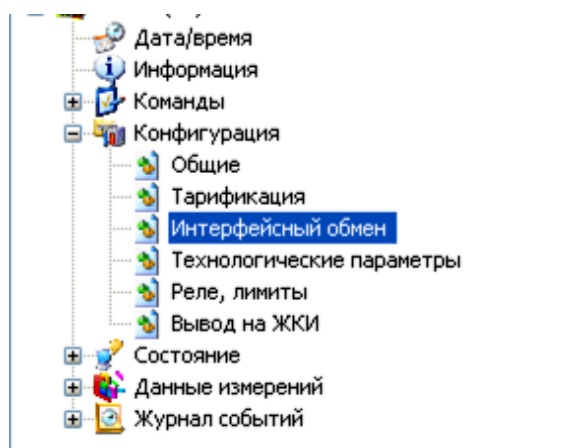 Дата/время
Информация
Команды
Конфигурация
Общие
Тарификация
Интерфейсный обмен
Технологические параметры
Реле, лимиты
Вывод на ЖКИ
Состояние
Данные измерений
Журнал событий